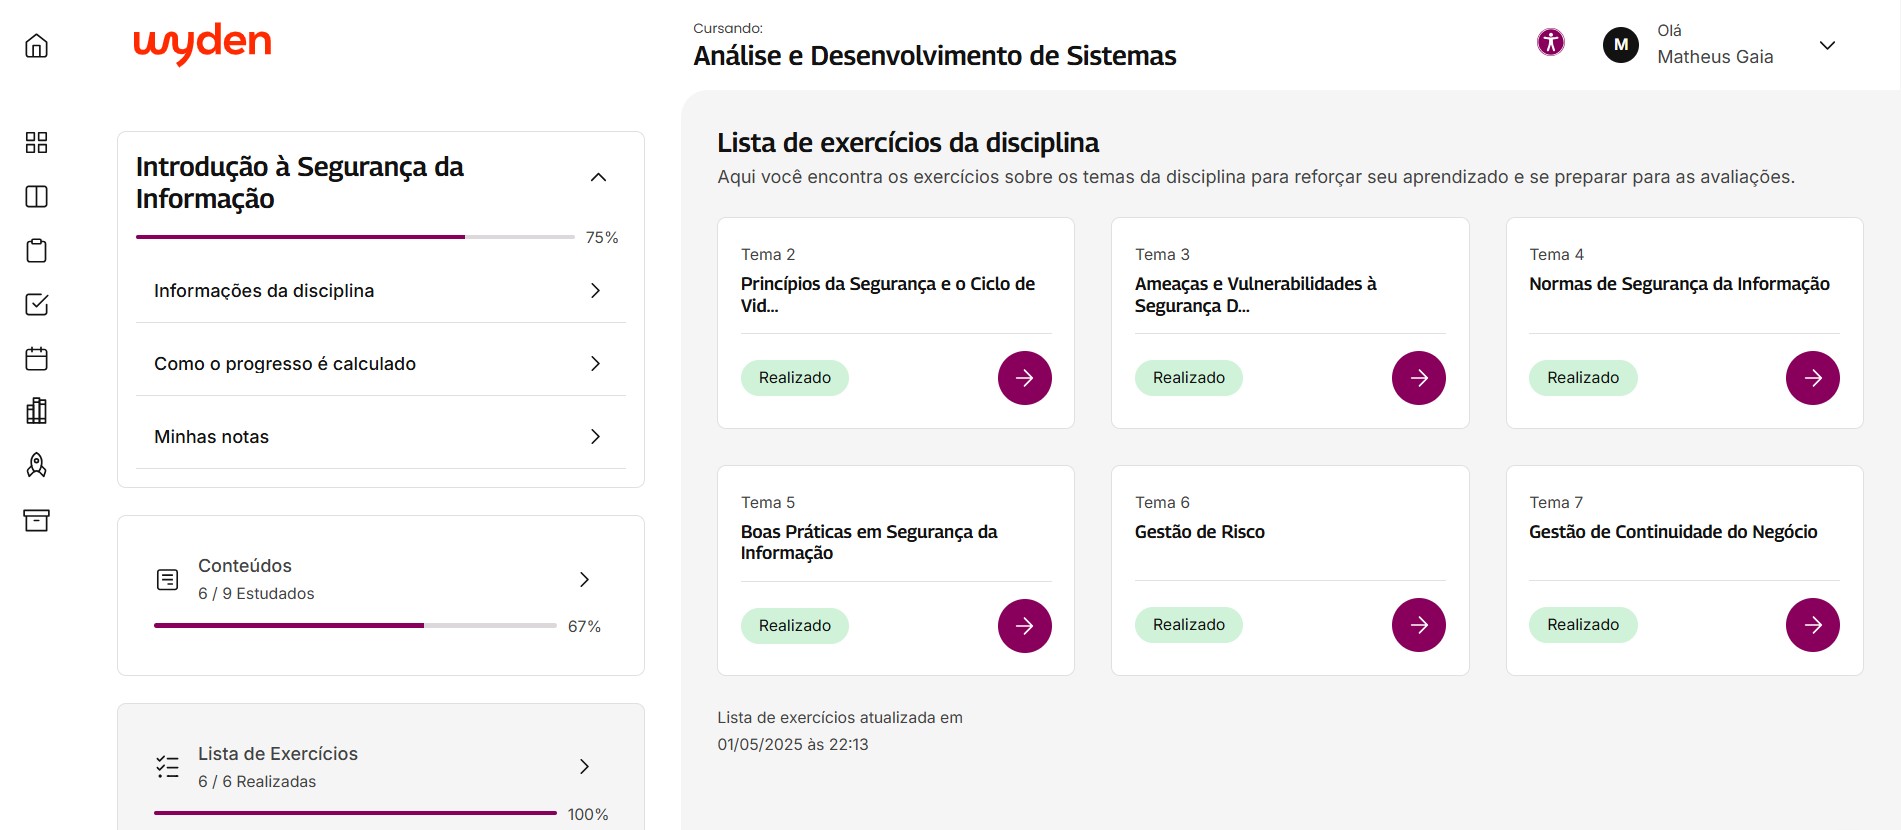 wyden
Cursando:
Análise e Desenvolvimento de Sistemas
M
Olá
Matheus Gaia
Introdução à Segurança da
Informação
75%
Informações da disciplina
Como o progresso é calculado
Minhas notas
Conteúdos
6 / 9 Estudados
67%
Lista de Exercícios
6 / 6 Realizadas
100%
Lista de exercícios da disciplina
Aqui você encontra os exercícios sobre os temas da disciplina para reforçar seu aprendizado e se preparar para as avaliações.
Tema 2
Princípios da Segurança e o Ciclo de
Vid...
Realizado
Tema 3
Ameaças e Vulnerabilidades à
Segurança D...
Realizado
Tema 4
Normas de Segurança da Informação
Realizado
Tema 5
Boas Práticas em Segurança da
Informação
Realizado
Tema 6
Gestão de Risco
Realizado
Tema 7
Gestão de Continuidade do Negócio
Realizado
Lista de exercícios atualizada em
01/05/2025 às 22:13